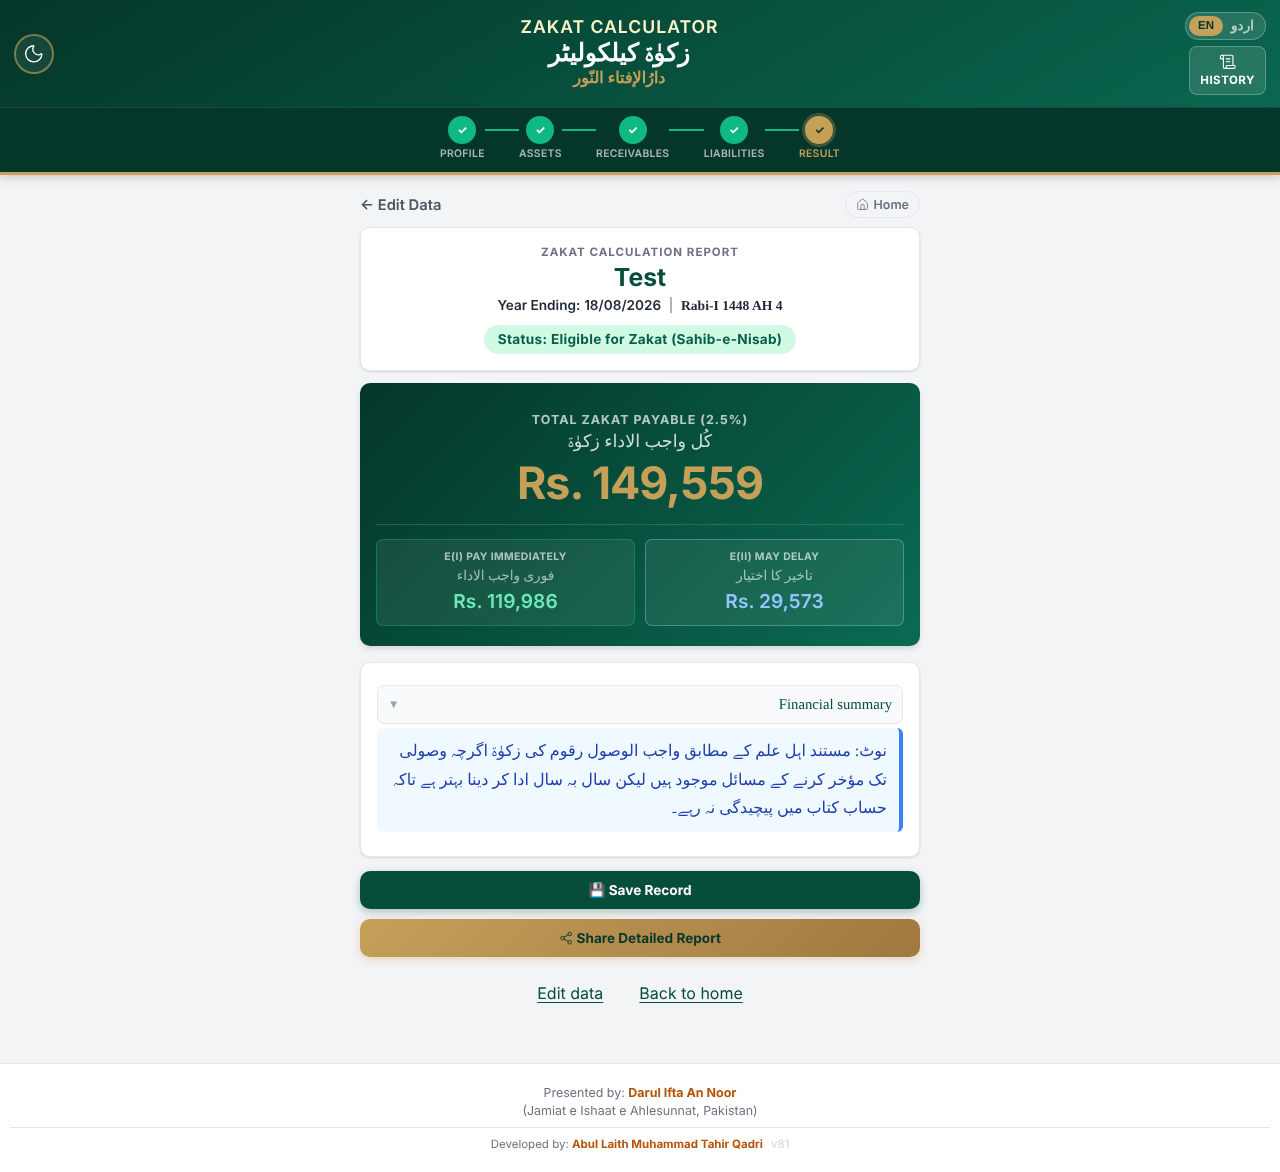 ZAKAT CALCULATOR
زکوٰۃ کیلکولیٹر
دارُالإفتاء النّور
EN اردو
HISTORY
PROFILE
ASSETS
RECEIVABLES
LIABILITIES
RESULT
← Edit Data
Home
ZAKAT CALCULATION REPORT
Test
Year Ending: 18/08/2026 | Rabi-I 1448 AH 4
Status: Eligible for Zakat (Sahib-e-Nisab)
TOTAL ZAKAT PAYABLE (2.5%)
کُل واجب الاداء زکوٰۃ
Rs. 149,559
E(I) PAY IMMEDIATELY
فوری واجب الاداء
Rs. 119,986
E(II) MAY DELAY
تاخیر کا اختیار
Rs. 29,573
Financial summary ▼
نوٹ: مستند اہل علم کے مطابق واجب الوصول رقوم کی زکوٰۃ اگرچہ وصولی
تک مؤخر کرنے کے مسائل موجود ہیں لیکن سال بہ سال ادا کر دینا بہتر ہے تاکہ
حساب کتاب میں پیچیدگی نہ رہے۔
💾 Save Record
Share Detailed Report
Edit data
Back to home
Presented by: Darul Ifta An Noor
(Jamiat e Ishaat e Ahlesunnat, Pakistan)
Developed by: Abul Laith Muhammad Tahir Qadri v81